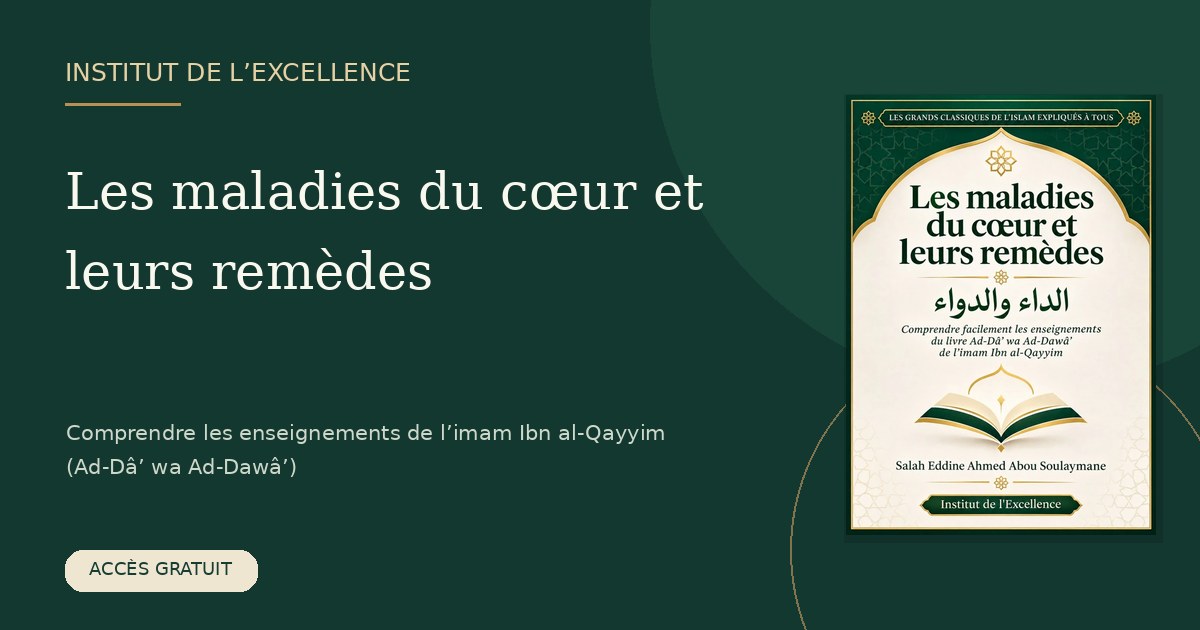 INSTITUT DE L’EXCELLENCE
Les maladies du cœur et
leurs remèdes
Comprendre les enseignements de l’imam Ibn al-Qayyim
(Ad-Dâ’ wa Ad-Dawâ’)
ACCÈS GRATUIT
LES GRANDS CLASSIQUES DE L'ISLAM EXPLIQUÉS À TOUS
Les maladies
du cœur et
leurs remèdes
الداء والدواء
Comprendre facilement les enseignements
du livre Ad-Dâ’ wa Ad-Dawâ’
de l’imam Ibn al-Qayyim
Salah Eddine Ahmed Abou Soulaymane
Institut de l'Excellence